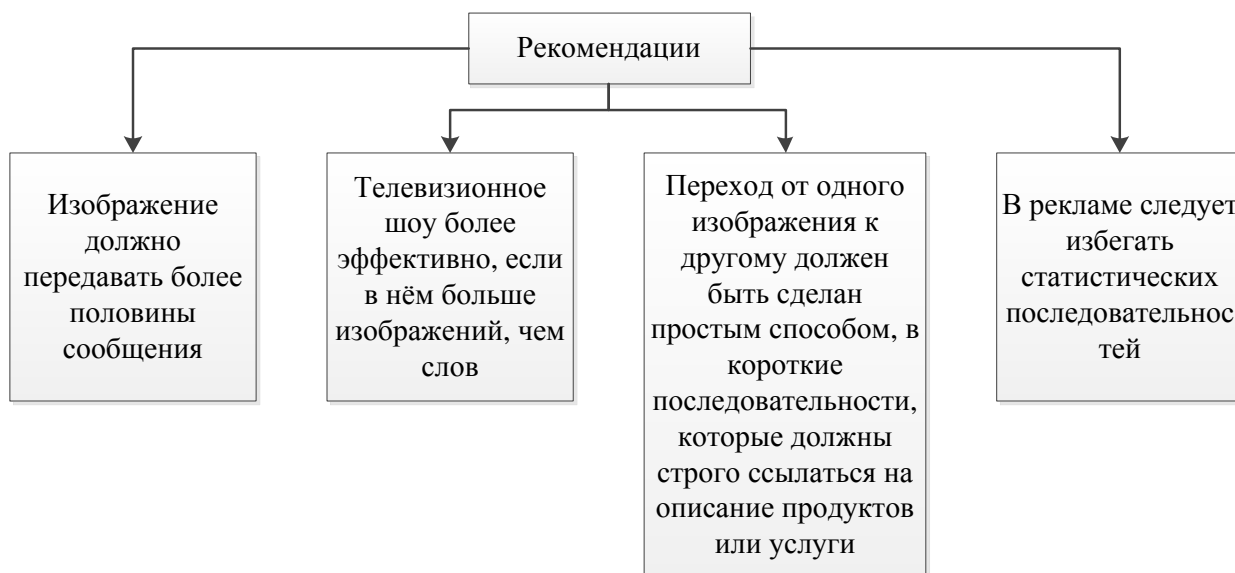 Рекомендации
Изображение
должно
передавать более
половины
сообщения
Телевизионное
шоу более
эффективно, если
в нём больше
изображений, чем
слов
Переход от одного
изображения к
другому должен
быть сделан
простым способом, в
короткие
последовательности,
которые должны
строго ссылаться на
описание продуктов
или услуги
В рекламе следует
избегать
статистических
последовательнос
тей